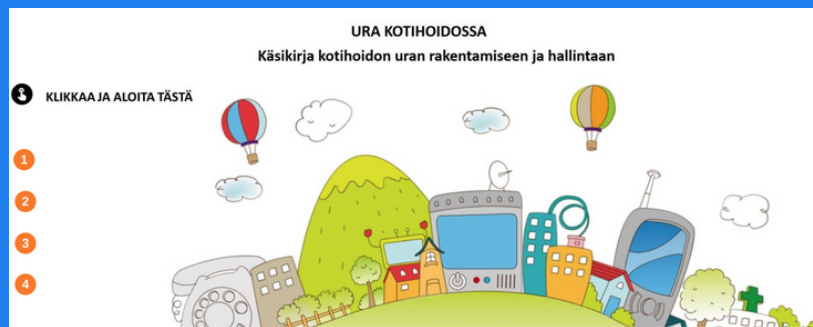 URA KOTIHOIDOSSA
Käsikirja kotihoidon uran rakentamiseen ja hallintaan
KLIKKAA JA ALOITA TÄSTÄ
1
2
3
4